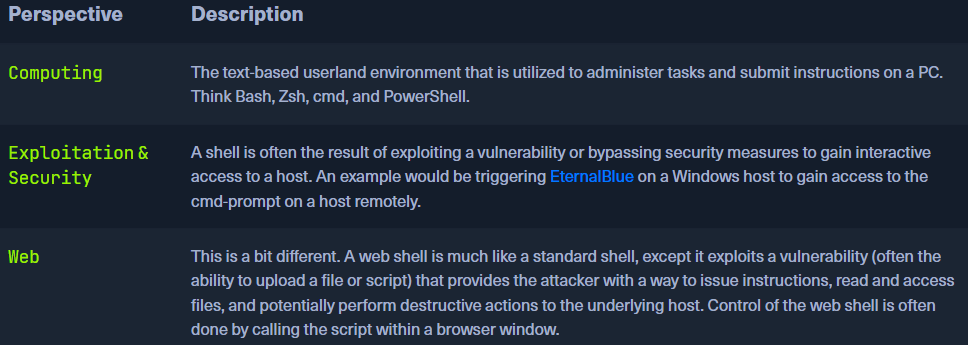 Perspective Description
Computing The text-based userland environment that is utilized to administer tasks and submit instructions on a PC.
Think Bash, Zsh, cmd, and PowerShell.
Exploitation & A shell is often the result of exploiting a vulnerability or bypassing security measures to gain interactive
Security access to a host. An example would be triggering EternalBlue on a Windows host to gain access to the
cmd-prompt on a host remotely.
Web This is a bit different. A web shell is much like a standard shell, except it exploits a vulnerability (often the
ability to upload a file or script) that provides the attacker with a way to issue instructions, read and access
files, and potentially perform destructive actions to the underlying host. Control of the web shell is often
done by calling the script within a browser window.